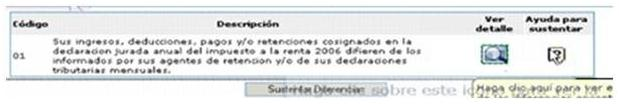 Código Descripción Ver detalle Ayuda para sustentar
01 Sus ingresos, deducciones, pagos y/o retenciones cosignados en la
declaracion jurada anual del impuesto a la renta 2006 difieren de los
informados por sus agentes de retencion y/o de sus declaraciones
tributarias mensuales.
Sustentar Diferencias sobre este
Haga clic aquí para ver e